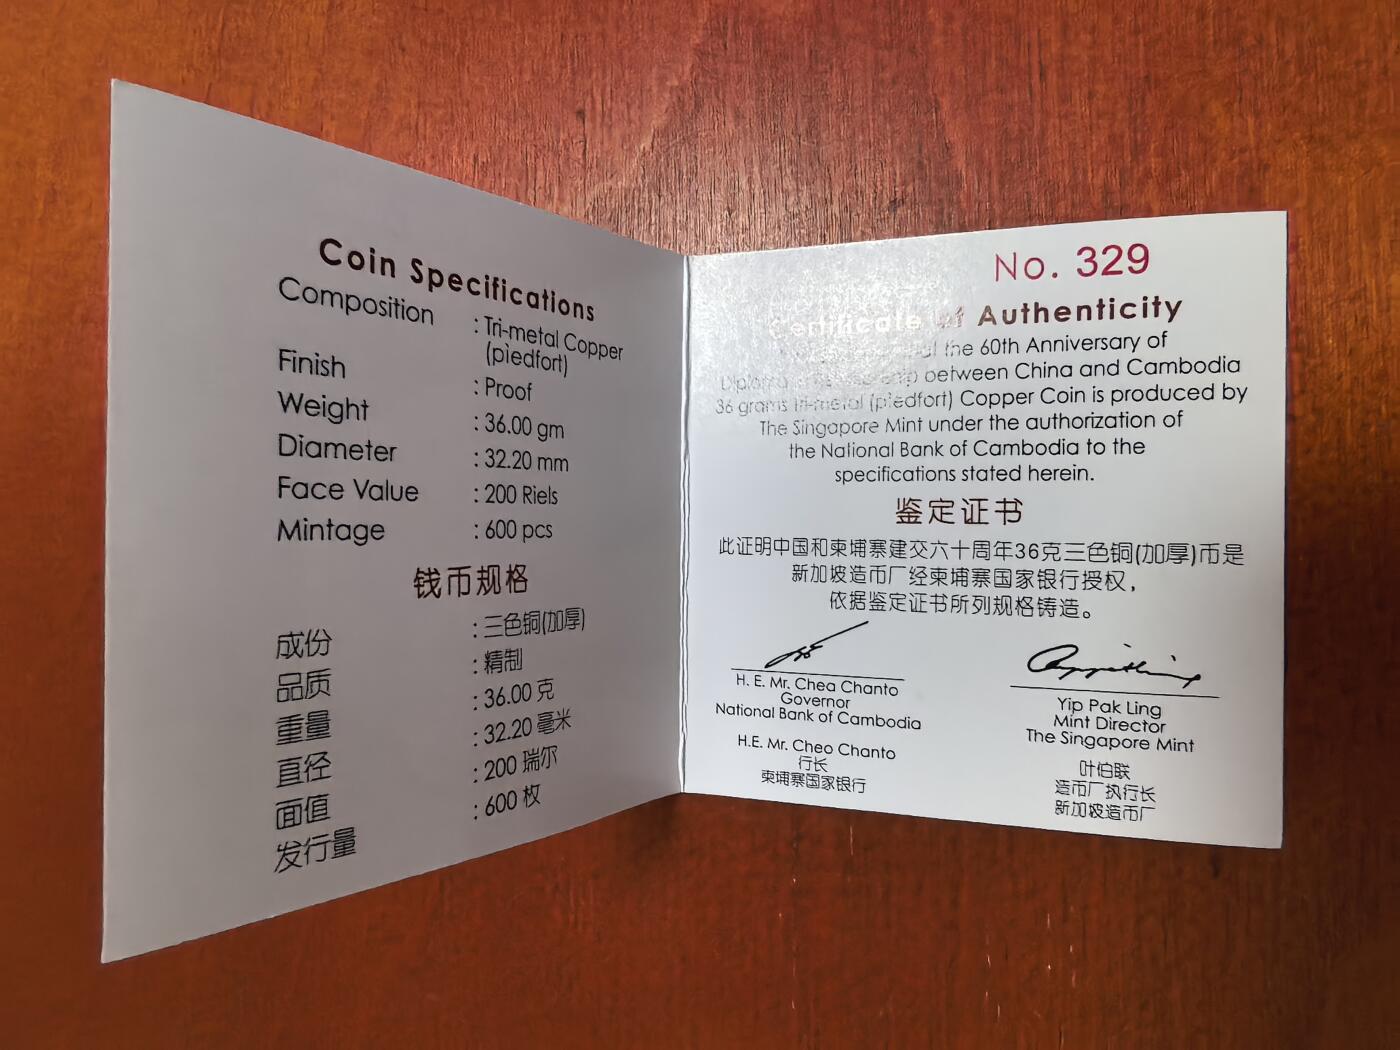 Coin Specifications
Composition : Tri-metal Copper
(piedfort)
Finish : Proof
Weight : 36.00 gm
Diameter : 32.20 mm
Face Value : 200 Riels
Mintage : 600 pcs
钱币规格
成份 : 三色铜(加厚)
品质 : 精制
重量 : 36.00 克
直径 : 32.20 毫米
面值 : 200 瑞尔
发行量 : 600 枚
No. 329
Certificate of Authenticity
the 60th Anniversary of
between China and Cambodia
36 grams tri-metal (piedfort) Copper Coin is produced by
The Singapore Mint under the authorization of
the National Bank of Cambodia to the
specifications stated herein.
鉴定证书
此证明中国和柬埔寨建交六十周年36克三色铜(加厚)币是
新加坡造币厂经柬埔寨国家银行授权，
依据鉴定证书所列规格铸造。
H. E. Mr. Chea Chanto
Governor
National Bank of Cambodia
H.E. Mr. Cheo Chanto
行长
柬埔寨国家银行
Yip Pak Ling
Mint Director
The Singapore Mint
叶伯联
造币厂执行长
新加坡造币厂